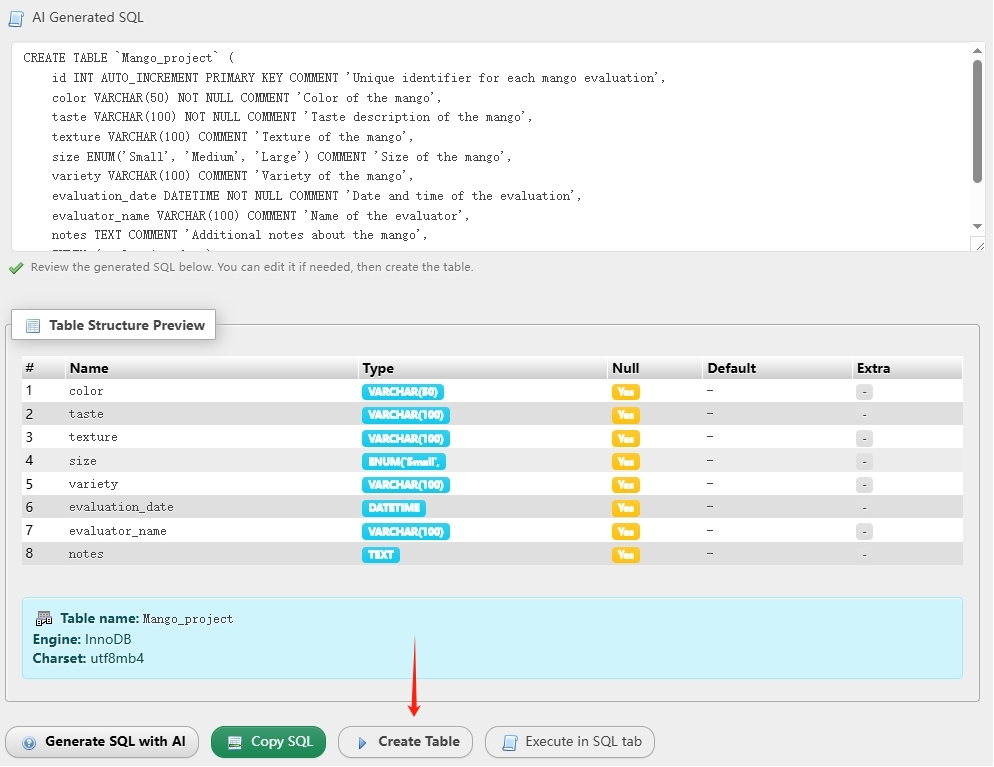 AI Generated SQL
CREATE TABLE `Mango_project` (
id INT AUTO_INCREMENT PRIMARY KEY COMMENT 'Unique identifier for each mango evaluation',
color VARCHAR(50) NOT NULL COMMENT 'Color of the mango',
taste VARCHAR(100) NOT NULL COMMENT 'Taste description of the mango',
texture VARCHAR(100) COMMENT 'Texture of the mango',
size ENUM('Small', 'Medium', 'Large') COMMENT 'Size of the mango',
variety VARCHAR(100) COMMENT 'Variety of the mango',
evaluation_date DATETIME NOT NULL COMMENT 'Date and time of the evaluation',
evaluator_name VARCHAR(100) COMMENT 'Name of the evaluator',
notes TEXT COMMENT 'Additional notes about the mango',
Review the generated SQL below. You can edit it if needed, then create the table.
Table Structure Preview
# Name Type Null Default Extra
1 color VARCHAR(50) Yes – -
2 taste VARCHAR(100) Yes – -
3 texture VARCHAR(100) Yes – -
4 size ENUM('Small', Yes – -
5 variety VARCHAR(100) Yes – -
6 evaluation_date DATETIME Yes – -
7 evaluator_name VARCHAR(100) Yes – -
8 notes TEXT Yes – -
Table name: Mango_project
Engine: InnoDB
Charset: utf8mb4
Generate SQL with AI Copy SQL Create Table Execute in SQL tab